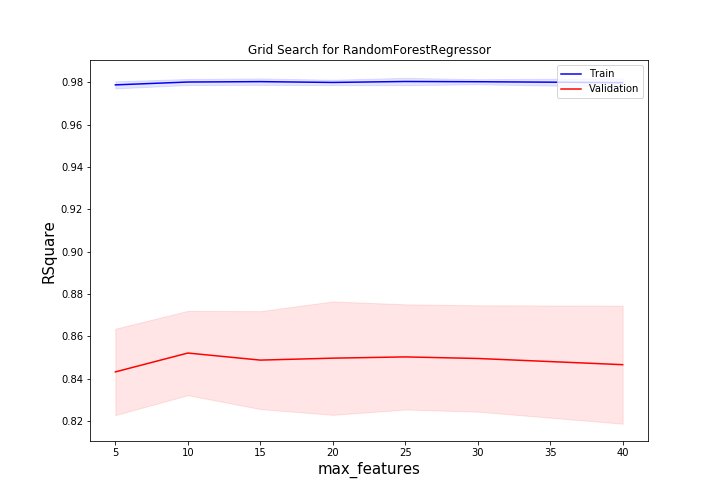 Grid Search for RandomForestRegressor
Train
Validation
0.98
0.96
0.94
0.92
0.90
0.88
0.86
0.84
0.82
RSquare
5 10 15 20 25 30 35 40
max_features